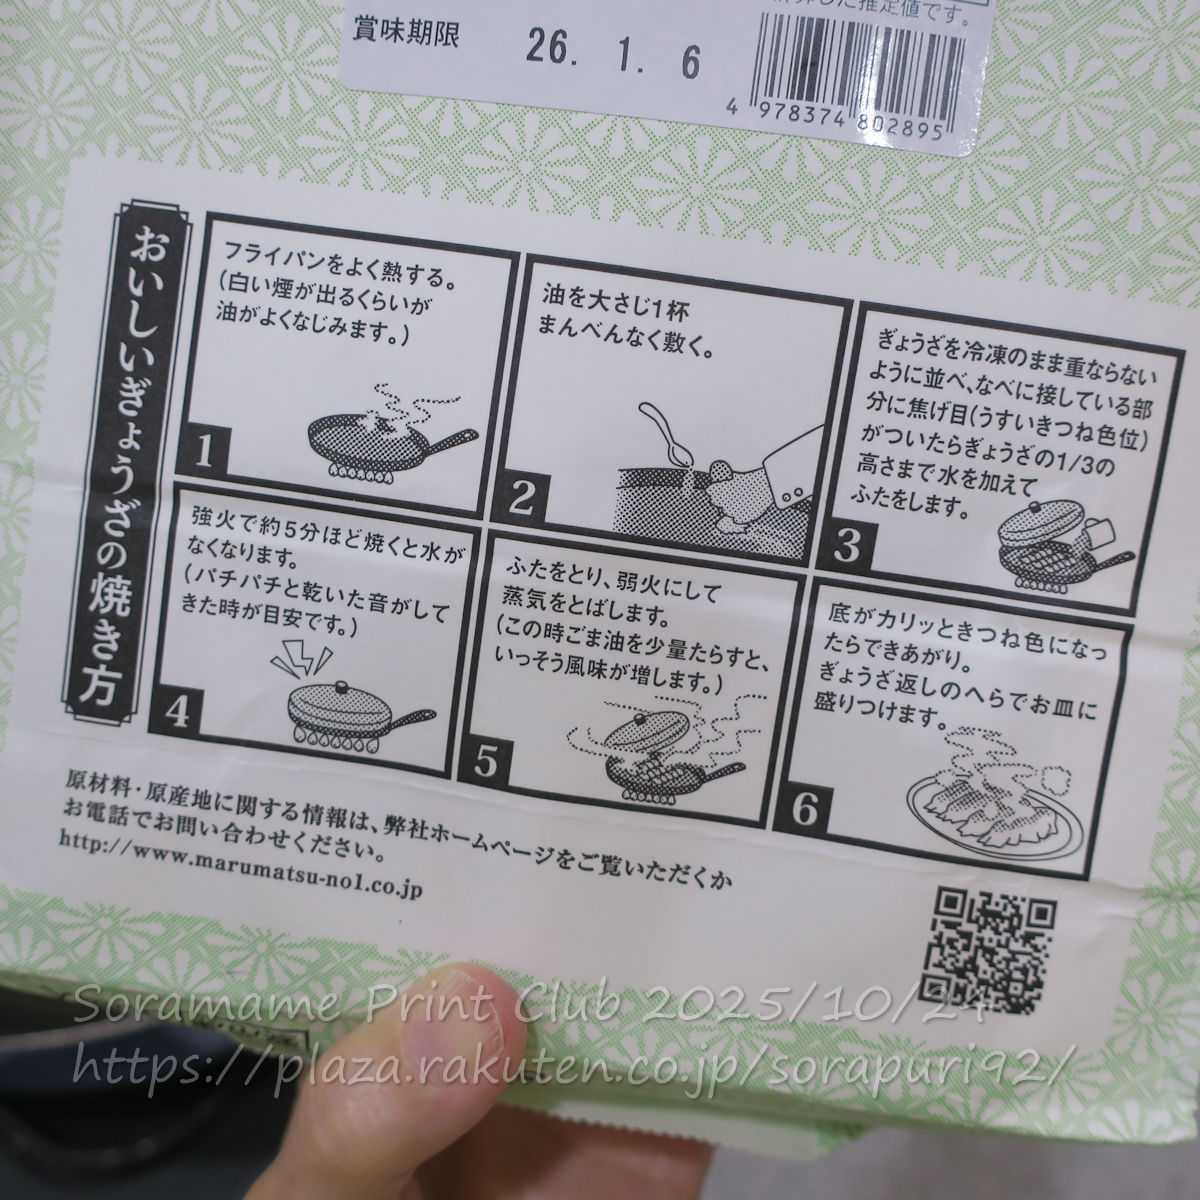 した推定値です。
賞味期限 26. 1. 6
4 978374 802895
おいしいぎょうざの焼き方
フライパンをよく熱する。
(白い煙が出るくらいが
油がよくなじみます。)
1
油を大さじ1杯
まんべんなく敷く。
2
ぎょうざを冷凍のまま重ならない
ように並べ、なべに接している部
分に焦げ目(うすいきつね色位)
がついたらぎょうざの1/3の
高さまで水を加えて
ふたをします。
3
強火で約5分ほど焼くと水が
なくなります。
(パチパチと乾いた音がして
きた時が目安です。)
4
ふたをとり、弱火にして
蒸気をとばします。
(この時ごま油を少量たらすと、
いっそう風味が増します。)
5
底がカリッときつね色になっ
たらできあがり。
ぎょうざ返しのへらでお皿に
盛りつけます。
6
原材料・原産地に関する情報は、弊社ホームページをご覧いただくか
お電話でお問い合わせください。
http://www.marumatsu-no1.co.jp
Soramame Print Club 2025/10/24
https://plaza.rakuten.co.jp/sorapuri92/